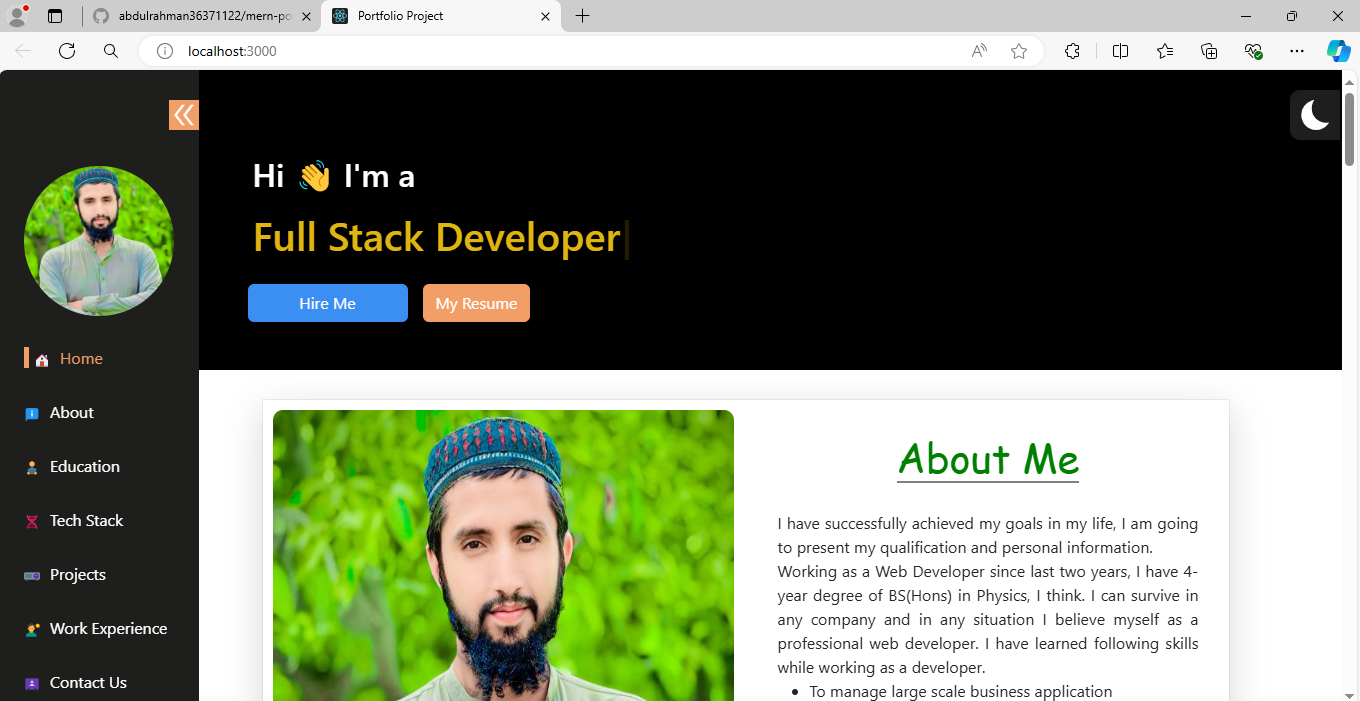 abdulrahman36371122/mern-po
Portfolio Project
localhost:3000
Hi 👋 I'm a
Full Stack Developer
Hire Me
My Resume
Home
About
Education
Tech Stack
Projects
Work Experience
Contact Us
About Me
I have successfully achieved my goals in my life, I am going
to present my qualification and personal information.
Working as a Web Developer since last two years, I have 4-
year degree of BS(Hons) in Physics, I think. I can survive in
any company and in any situation I believe myself as a
professional web developer. I have learned following skills
while working as a developer.
• To manage large scale business application